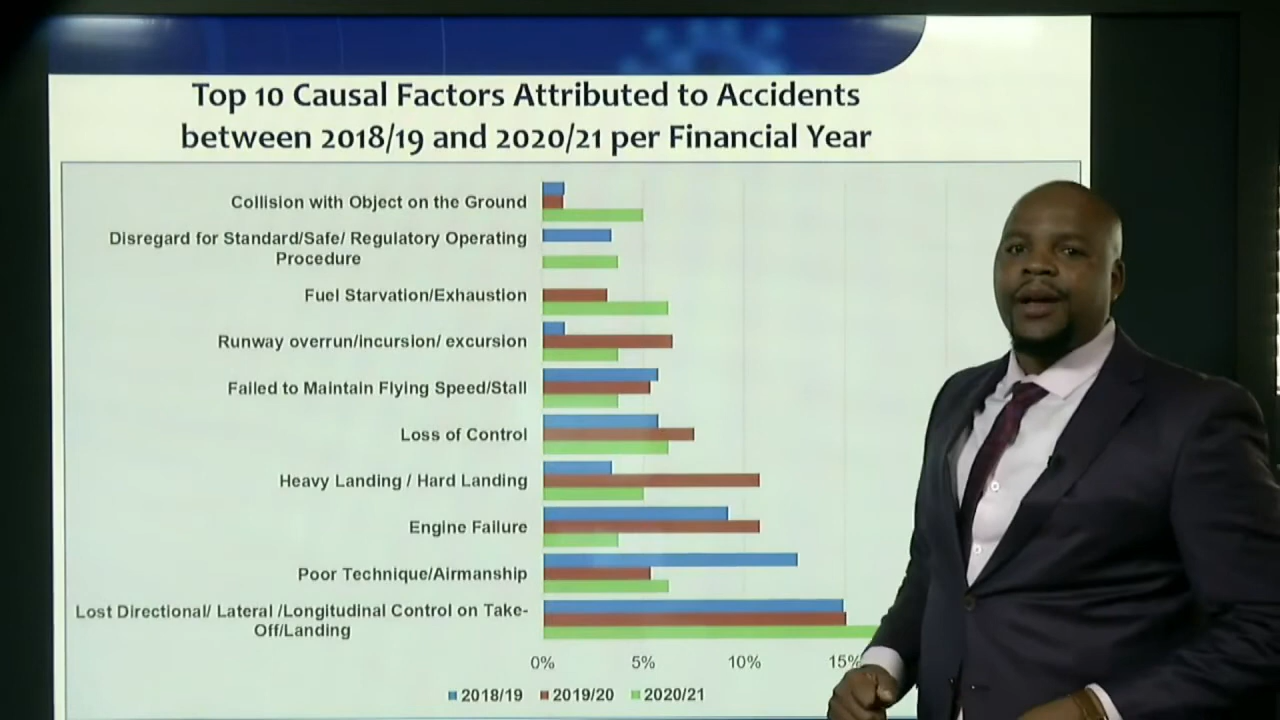 Top 10 Causal Factors Attributed to Accidents
between 2018/19 and 2020/21 per Financial Year
Collision with Object on the Ground
Disregard for Standard/Safe/ Regulatory Operating
Procedure
Fuel Starvation/Exhaustion
Runway overrun/incursion/ excursion
Failed to Maintain Flying Speed/Stall
Loss of Control
Heavy Landing / Hard Landing
Engine Failure
Poor Technique/Airmanship
Lost Directional/ Lateral /Longitudinal Control on Take-
Off/Landing
0% 5% 10% 15%
2018/19 2019/20 2020/21